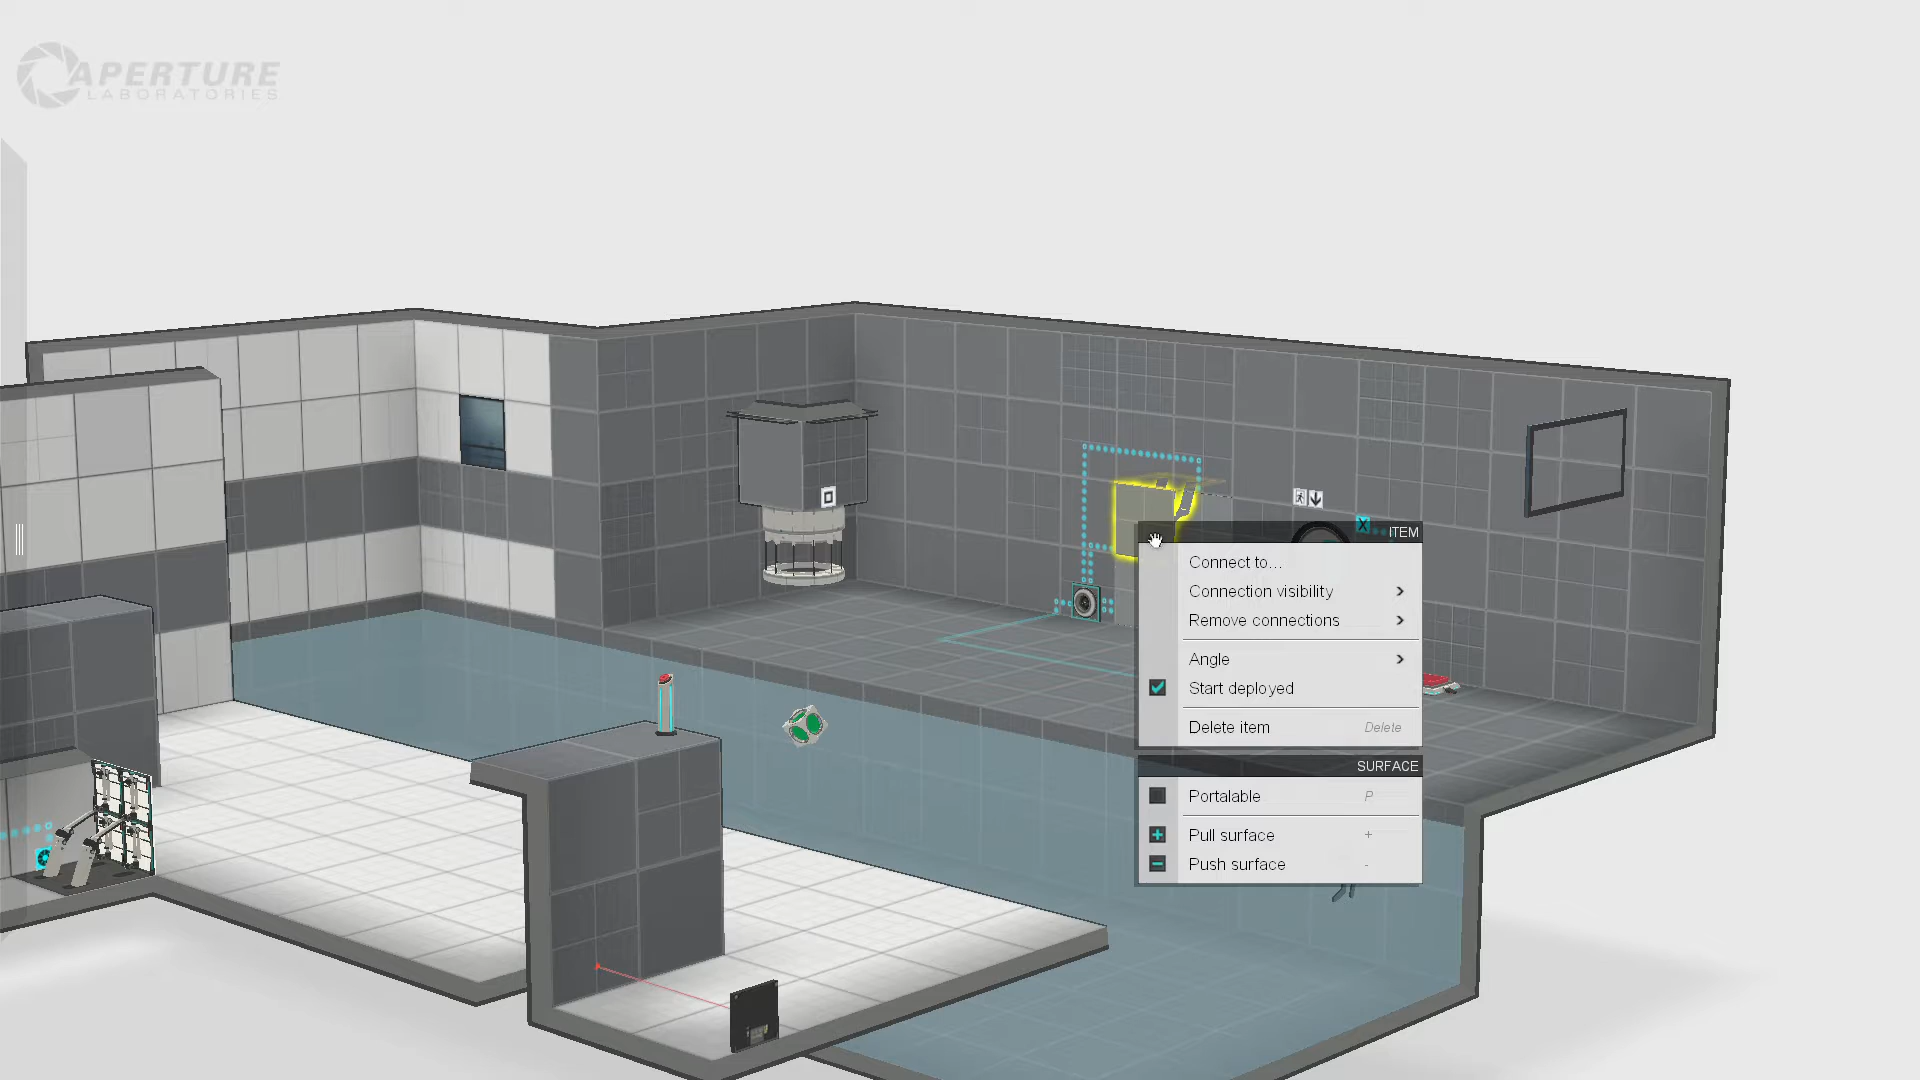 APERTURE
LABORATORIES
X
ITEM
Connect to...
Connection visibility
Remove connections
Angle
Start deployed
Delete item Delete
SURFACE
Portalable P
Pull surface +
Push surface -